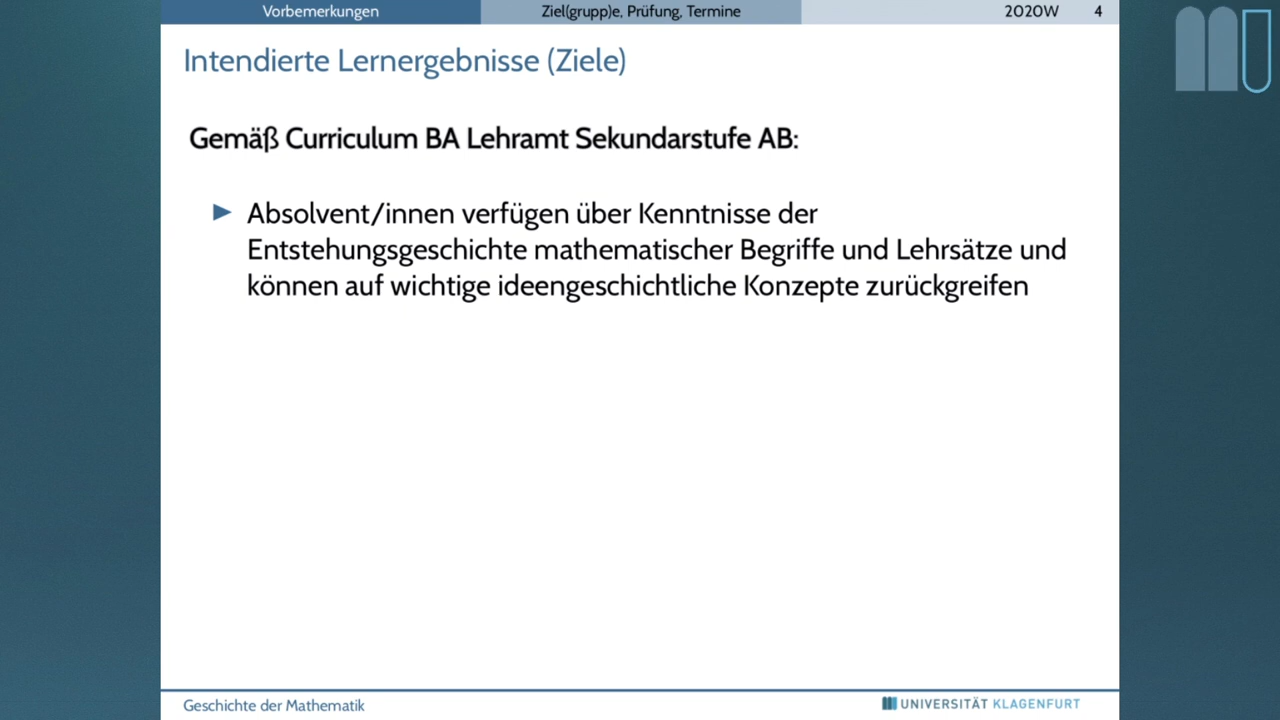 Vorbemerkungen Ziel(grupp)e, Prüfung, Termine 2020W 4
Intendierte Lernergebnisse (Ziele)
Gemäß Curriculum BA Lehramt Sekundarstufe AB:
► Absolvent/innen verfügen über Kenntnisse der
Entstehungsgeschichte mathematischer Begriffe und Lehrsätze und
können auf wichtige ideengeschichtliche Konzepte zurückgreifen
Geschichte der Mathematik UNIVERSITÄT KLAGENFURT